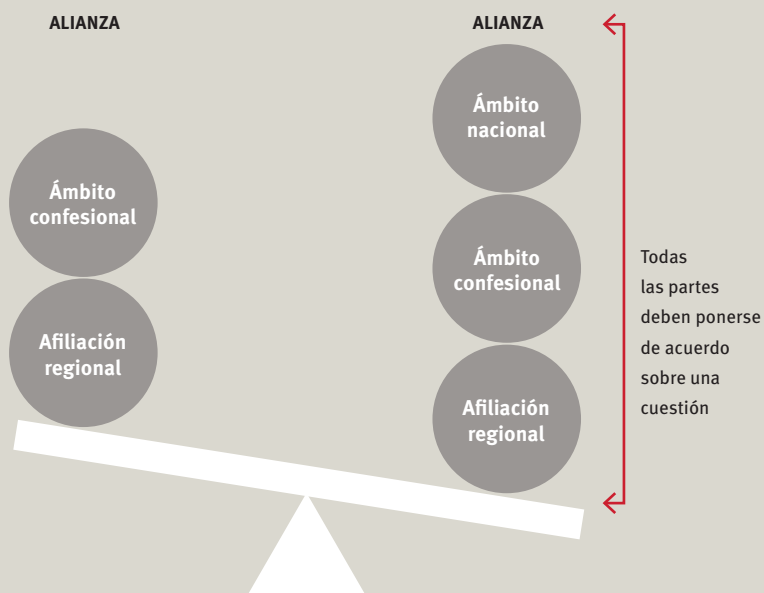 ALIANZA
Ámbito
confesional
Afiliación
regional
ALIANZA
Ámbito
nacional
Ámbito
confesional
Afiliación
regional
Todas
las partes
deben ponerse
de acuerdo
sobre una
cuestión